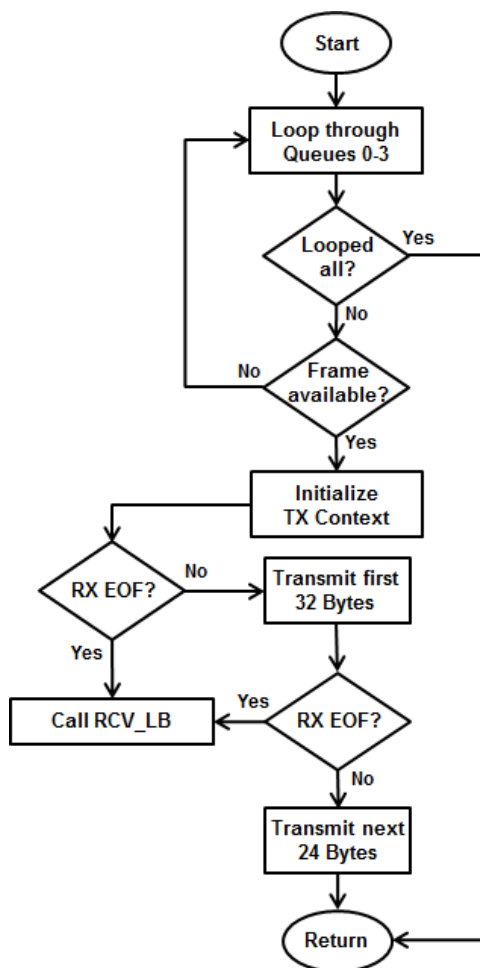 Start
Loop through
Queues 0-3
Looped
all?
Yes
No
Frame
available?
No
Yes
Initialize
TX Context
RX EOF?
No
Transmit first
32 Bytes
Yes
Call RCV_LB
Yes
RX EOF?
No
Transmit next
24 Bytes
Return